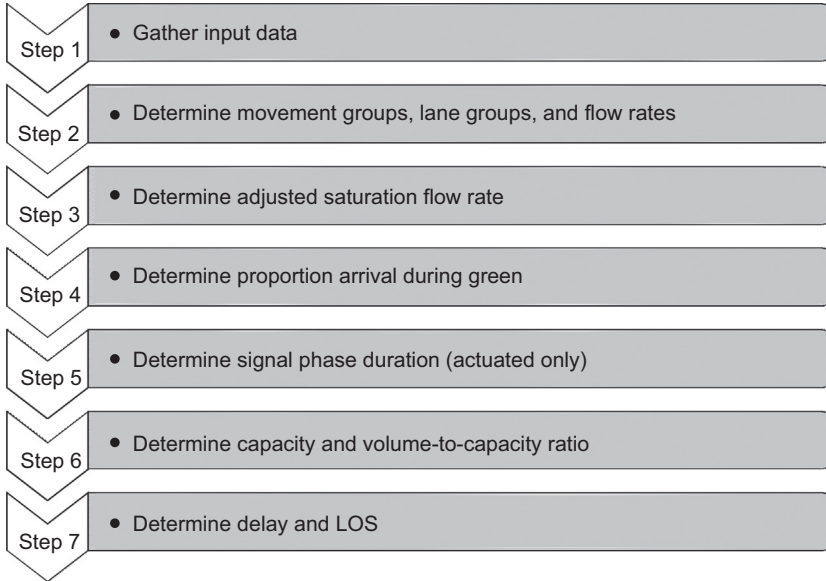 Step 1
• Gather input data
Step 2
• Determine movement groups, lane groups, and flow rates
Step 3
• Determine adjusted saturation flow rate
Step 4
• Determine proportion arrival during green
Step 5
• Determine signal phase duration (actuated only)
Step 6
• Determine capacity and volume-to-capacity ratio
Step 7
• Determine delay and LOS